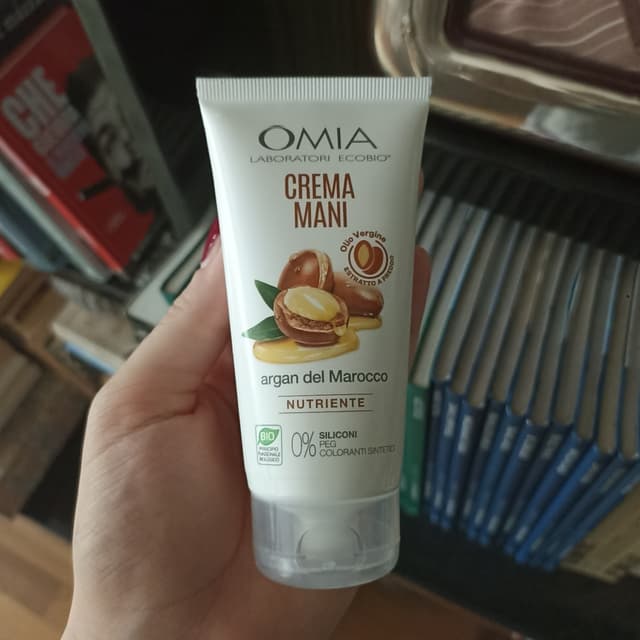 OMIA
LABORATORI ECOBIO®
CREMA
MANI
Olio Vergine
ESTRATTO A FREDDO
argan del Marocco
NUTRIENTE
BIO
0%
SILICONI
PEG
COLORANTI SINTETICI
CHE